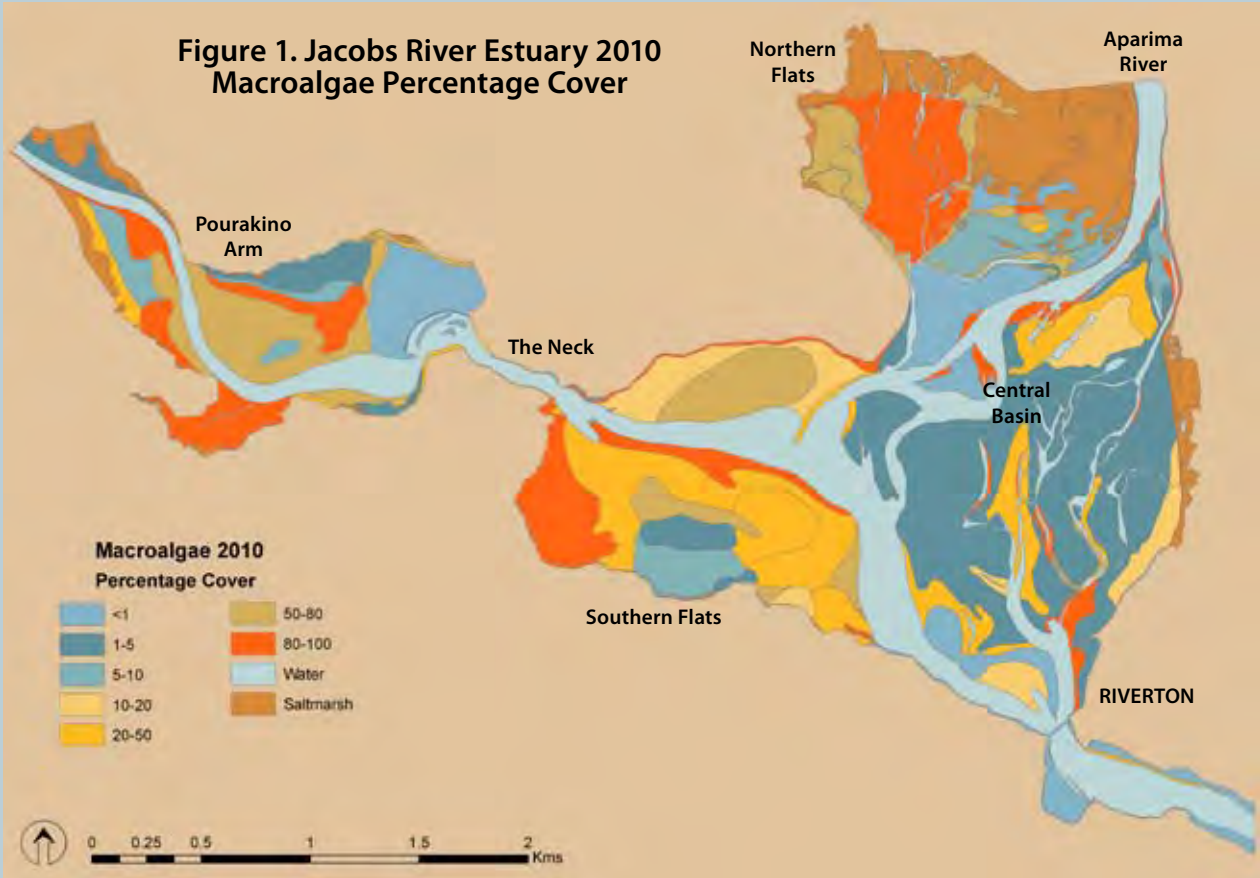 Figure 1. Jacobs River Estuary 2010
Macroalgae Percentage Cover
Northern
Flats
Aparima
River
Pourakino
Arm
The Neck
Central
Basin
Southern Flats
RIVERTON
Macroalgae 2010
Percentage Cover
<1
1-5
5-10
10-20
20-50
50-80
80-100
Water
Saltmarsh
0 0.25 0.5 1 1.5 2
Kms